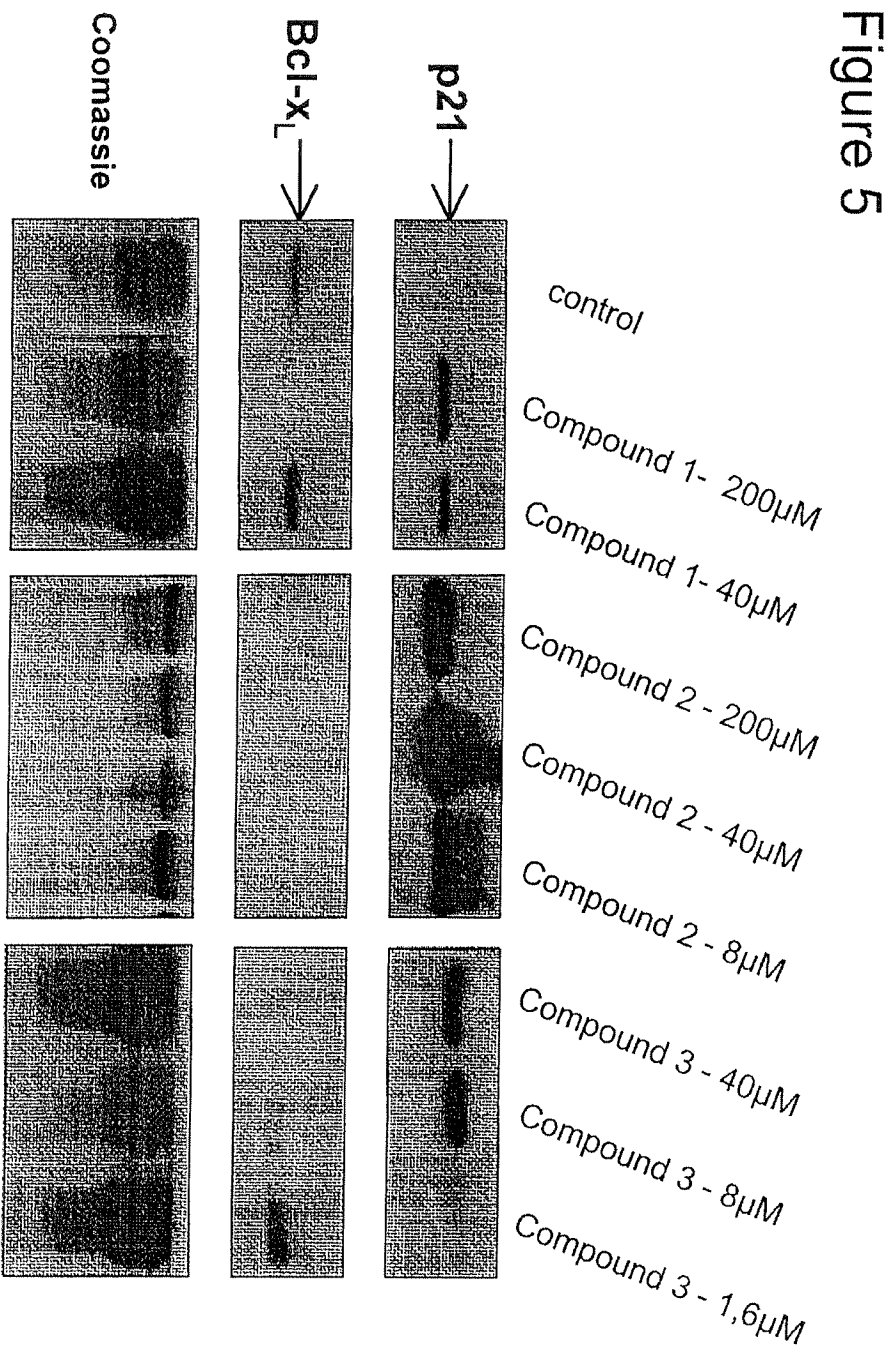 Figure 5
control
Compound 1- 200µM
Compound 1- 40µM
Compound 2 - 200µM
Compound 2 - 40µM
Compound 2 - 8µM
Compound 3 - 40µM
Compound 3 - 8µM
Compound 3 - 1,6µM
p21
Bcl-xL
Coomassie